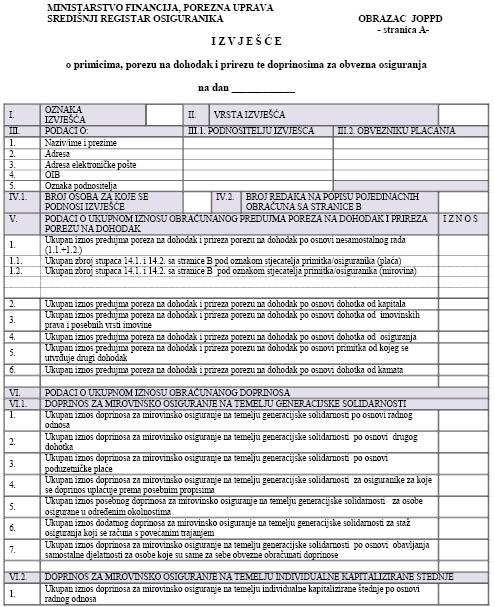 MINISTARSTVO FINANCIJA, POREZNA UPRAVA
SREDIŠNJI REGISTAR OSIGURANIKA
OBRAZAC JOPPD
- stranica A-
I Z V J E Š Ć E
o primicima, porezu na dohodak i prirezu te doprinosima za obvezna osiguranja
na dan ____________
I. OZNAKA IZVJEŠĆA II. VRSTA IZVJEŠĆA
III. PODACI O: III.1. PODNOSITELJU IZVJEŠĆA III.2. OBVEZNIKU PLAĆANJA
1. Naziv/ime i prezime
2. Adresa
3. Adresa elektroničke pošte
4. OIB
5. Oznaka podnositelja
IV.1. BROJ OSOBA ZA KOJE SE PODNOSI IZVJEŠĆE IV.2. BROJ REDAKA NA POPISU POJEDINAČNIH OBRAČUNA SA STRANICE B
V. PODACI O UKUPNOM IZNOSU OBRAČUNANOG PREDUJMA POREZA NA DOHODAK I PRIREZA I Z N O S
POREZU NA DOHODAK
1. Ukupan iznos predujma poreza na dohodak i prireza porezu na dohodak po osnovi nesamostalnog rada
(1.1.+1.2.)
1.1. Ukupan zbroj stupaca 14.1. i 14.2. sa stranice B pod oznakom stjecatelja primitka/osiguranika (plaća)
1.2. Ukupan zbroj stupaca 14.1. i 14.2. sa stranice B pod oznakom stjecatelja primitka/osiguranika (mirovina)
2. Ukupan iznos predujma poreza na dohodak i prireza porezu na dohodak po osnovi dohotka od kapitala
3. Ukupan iznos predujma poreza na dohodak i prireza porezu na dohodak po osnovi dohotka od imovinskih
prava i posebnih vrsti imovine
4. Ukupan iznos predujma poreza na dohodak i prireza porezu na dohodak po osnovi dohotka od osiguranja
5. Ukupan iznos predujma poreza na dohodak i prireza porezu na dohodak po osnovi primitka od kojeg se
utvrđuje drugi dohodak
6. Ukupan iznos predujma poreza na dohodak i prireza porezu na dohodak po osnovi dohotka od kamata
VI. PODACI O UKUPNOM IZNOSU OBRAČUNANOG DOPRINOSA
VI.1. DOPRINOS ZA MIROVINSKO OSIGURANJE NA TEMELJU GENERACIJSKE SOLIDARNOSTI
1. Ukupan iznos doprinosa za mirovinsko osiguranje na temelju generacijske solidarnosti po osnovi radnog
odnosa
2. Ukupan iznos doprinosa za mirovinsko osiguranje na temelju generacijske solidarnosti po osnovi drugog
dohotka
3. Ukupan iznos doprinosa za mirovinsko osiguranje na temelju generacijske solidarnosti po osnovi
poduzetničke plaće
4. Ukupan iznos doprinosa za mirovinsko osiguranje na temelju generacijske solidarnosti za osiguranike za koje
se doprinos uplaćuje prema posebnim propisima
5. Ukupan iznos posebnog doprinosa za mirovinsko osiguranje na temelju generacijske solidarnosti za osobe
osigurane u određenim okolnostima
6. Ukupan iznos dodatnog doprinosa za mirovinsko osiguranje na temelju generacijske solidarnosti za staž
osiguranja koji se računa s povećanim trajanjem
7. Ukupan iznos doprinosa za mirovinsko osiguranje na temelju generacijske solidarnosti po osnovi obavljanja
samostalne djelatnosti za osobe koje su same za sebe obvezne obračunati doprinose
VI.2. DOPRINOS ZA MIROVINSKO OSIGURANJE NA TEMELJU INDIVIDUALNE KAPITALIZIRANE ŠTEDNJE
1. Ukupan iznos doprinosa za mirovinsko osiguranje na temelju individualne kapitalizirane štednje po osnovi
radnog odnosa